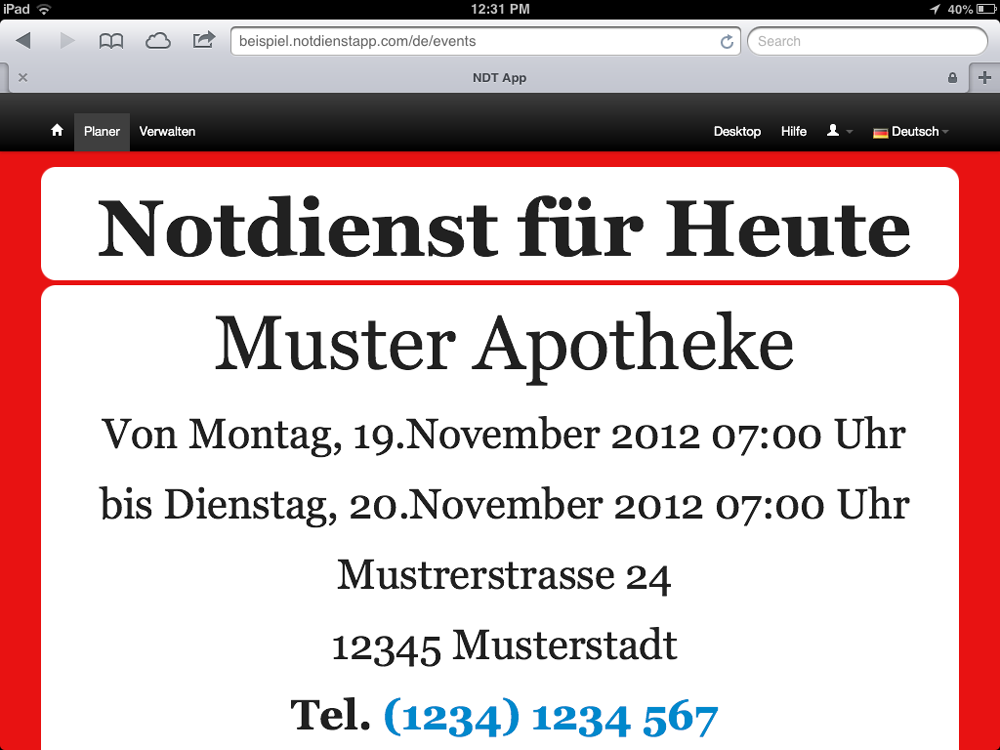 iPad 12:31 PM 40%
beispiel.notdienstapp.com/de/events Search
NDT App
Planer Verwalten Desktop Hilfe Deutsch
Notdienst für Heute
Muster Apotheke
Von Montag, 19.November 2012 07:00 Uhr
bis Dienstag, 20.November 2012 07:00 Uhr
Mustrerstrasse 24
12345 Musterstadt
Tel. (1234) 1234 567